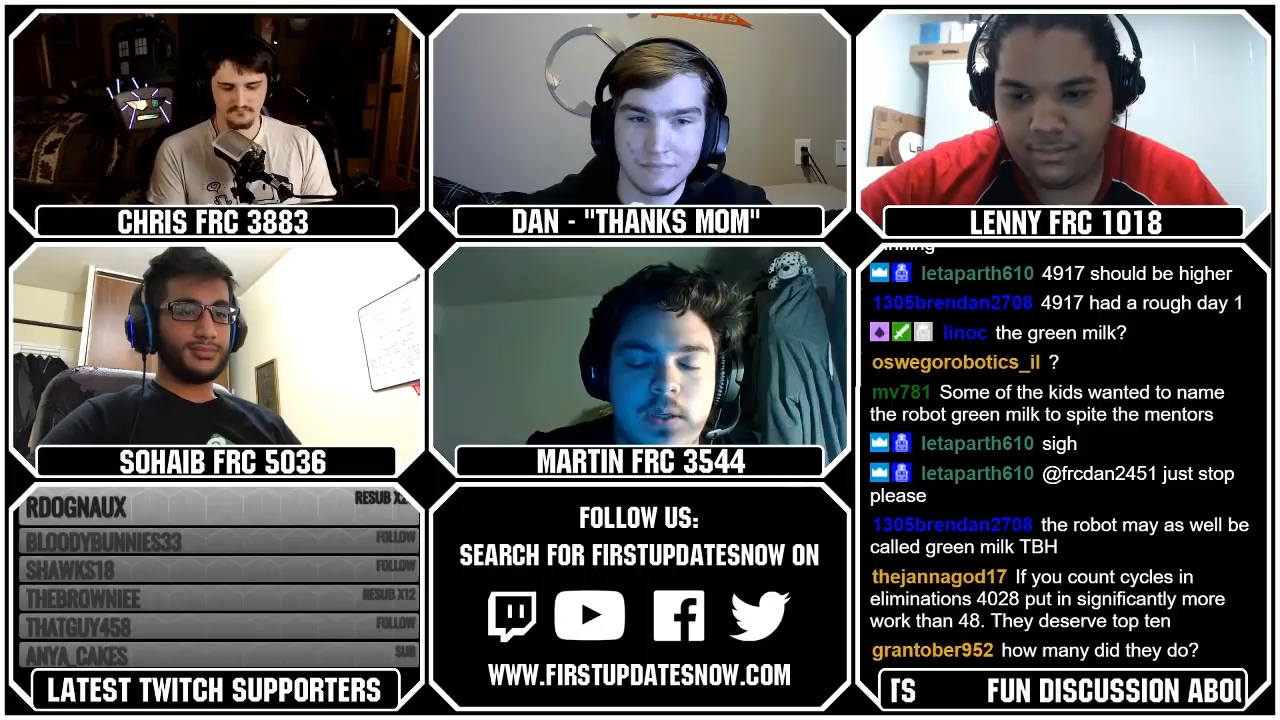 CHRIS FRC 3883
DAN - "THANKS MOM"
LENNY FRC 1018
SOHAIB FRC 5036
MARTIN FRC 3544
letaparth610 4917 should be higher
1305brendan2708 4917 had a rough day 1
linoc the green milk?
oswegorobotics_il ?
mv781 Some of the kids wanted to name
the robot green milk to spite the mentors
letaparth610 sigh
letaparth610 @frcdan2451 just stop
please
1305brendan2708 the robot may as well be
called green milk TBH
thejannagod17 If you count cycles in
eliminations 4028 put in significantly more
work than 48. They deserve top ten
grantober952 how many did they do?
RDOGNAUX RESUB
BLOODYBUNNIES33 FOLLOW
SHAWKS18 FOLLOW
THEBROWNIEE RESUB X12
THATGUY458 FOLLOW
ANYA_CAKES SUB
LATEST TWITCH SUPPORTERS
FOLLOW US:
SEARCH FOR FIRSTUPDATESNOW ON
WWW.FIRSTUPDATESNOW.COM
TS FUN DISCUSSION ABOU